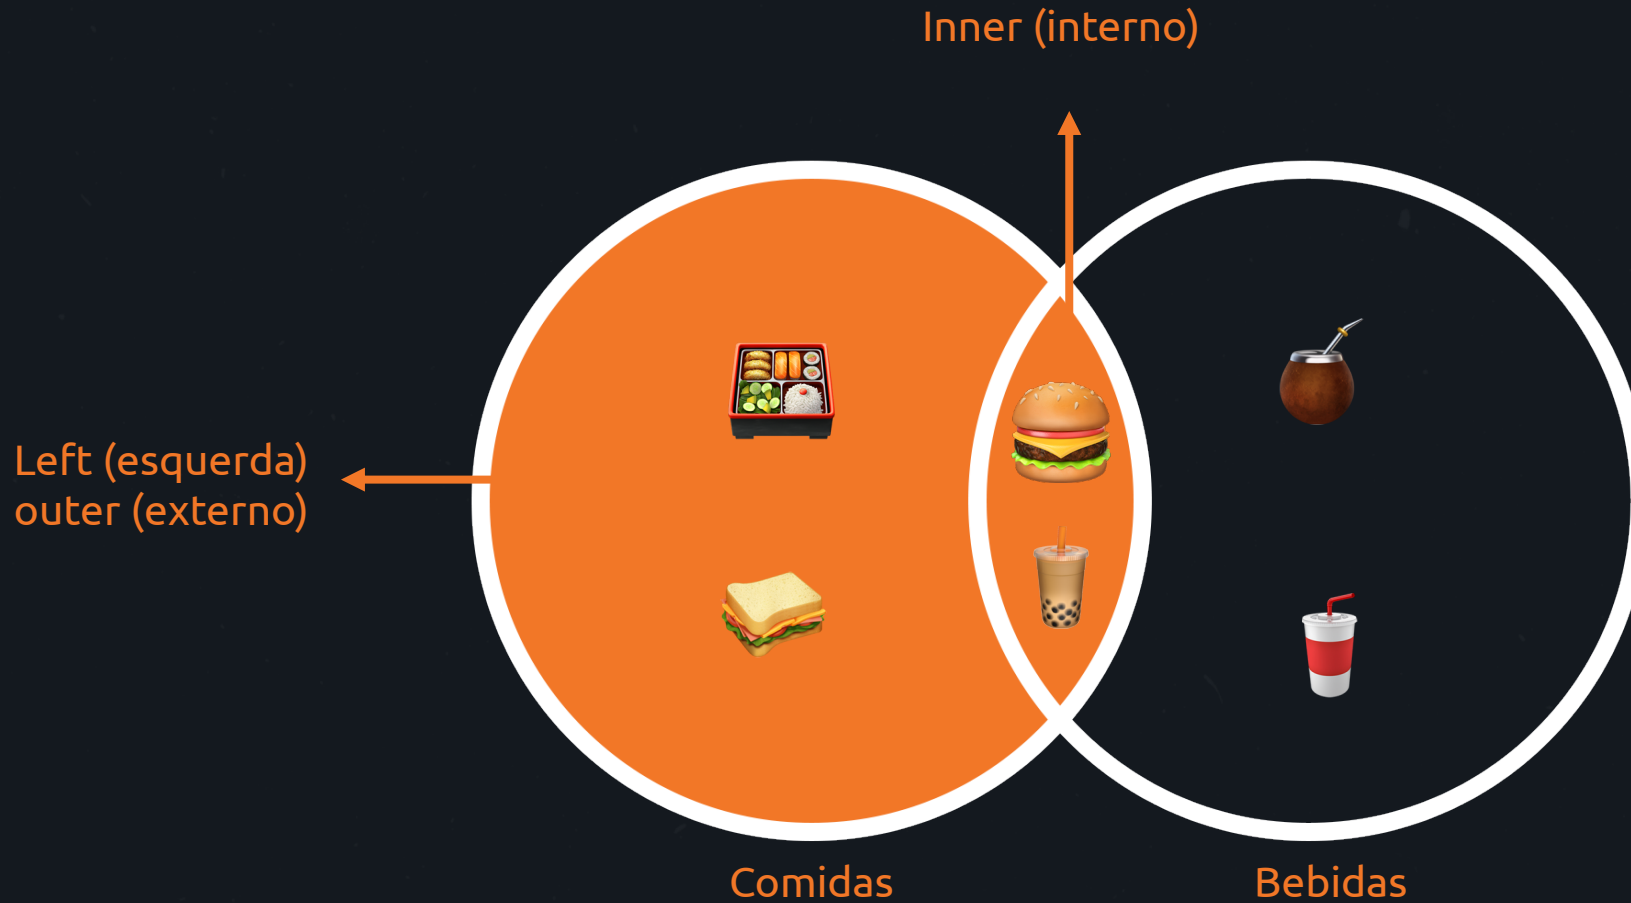 Inner (interno)
Left (esquerda)
outer (externo)
Comidas
Bebidas